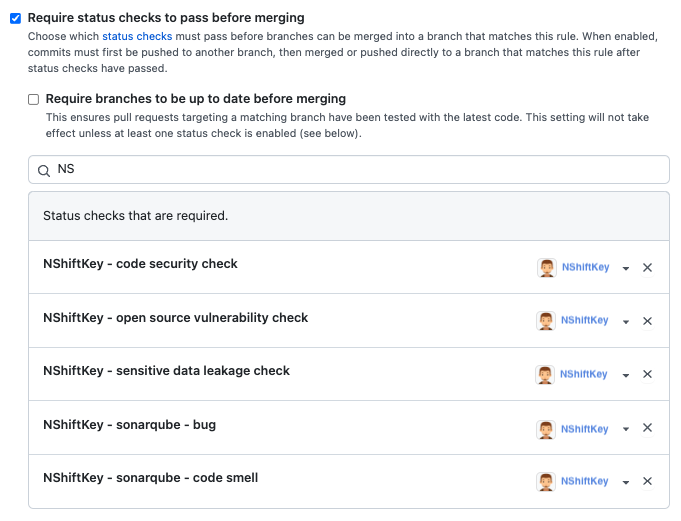 Require status checks to pass before merging
Choose which status checks must pass before branches can be merged into a branch that matches this rule. When enabled,
commits must first be pushed to another branch, then merged or pushed directly to a branch that matches this rule after
status checks have passed.
Require branches to be up to date before merging
This ensures pull requests targeting a matching branch have been tested with the latest code. This setting will not take
effect unless at least one status check is enabled (see below).
NS
Status checks that are required.
NShiftKey - code security check NShiftKey
NShiftKey - open source vulnerability check NShiftKey
NShiftKey - sensitive data leakage check NShiftKey
NShiftKey - sonarqube - bug NShiftKey
NShiftKey - sonarqube - code smell NShiftKey